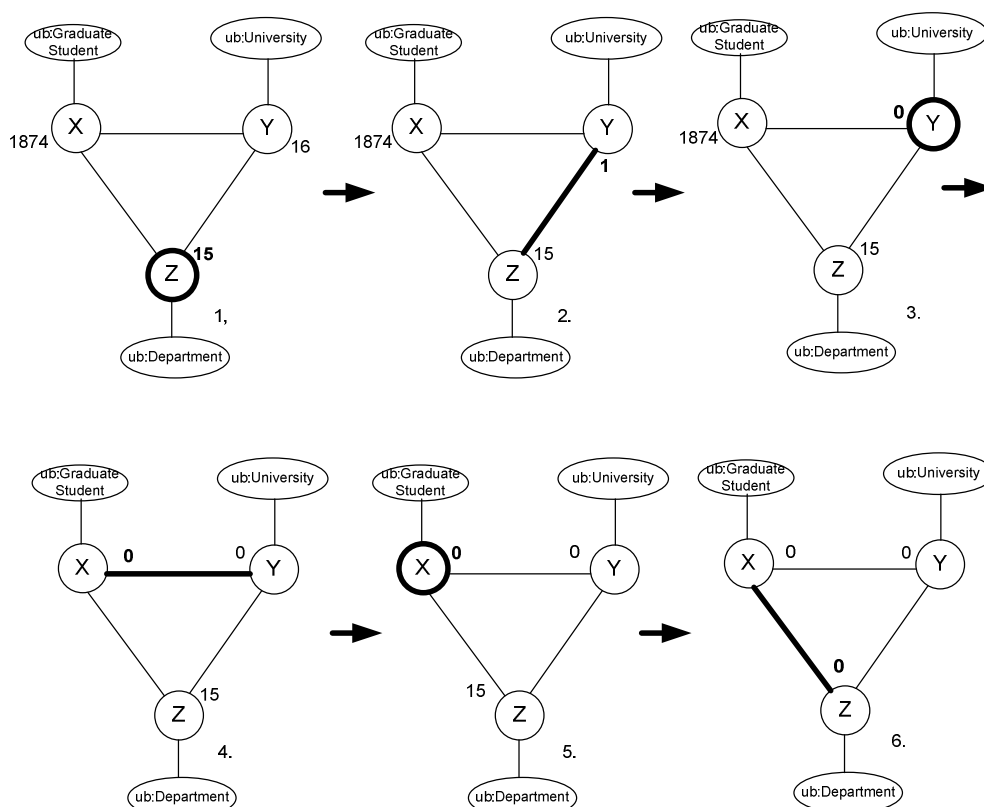 ub:Graduate
Student
ub:University
X
Y
1874
16
Z
15
1,
ub:Department
ub:Graduate
Student
ub:University
X
Y
1874
1
Z
15
2.
ub:Department
ub:Graduate
Student
ub:University
X
0
Y
1874
Z
15
3.
ub:Department
ub:Graduate
Student
ub:University
X
0
0
Y
Z
15
4.
ub:Department
ub:Graduate
Student
ub:University
X
0
0
Y
15
Z
5.
ub:Department
ub:Graduate
Student
ub:University
X
0
0
Y
0
Z
6.
ub:Department